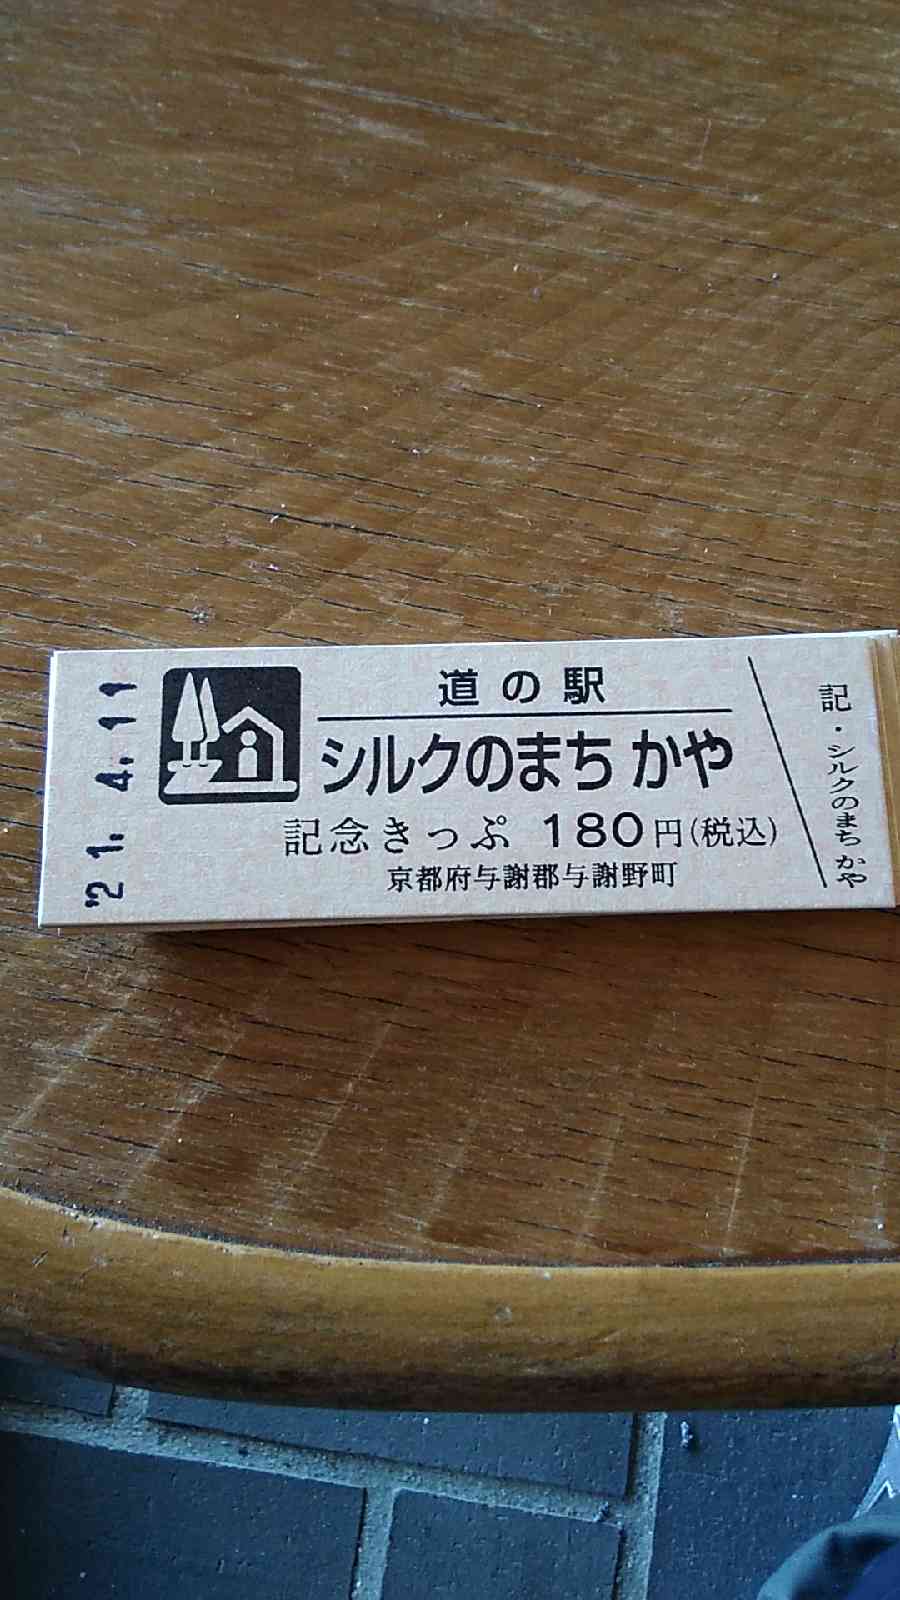 '21. 4. 11
道の駅
シルクのまち かや
記念きっぷ 180円(税込)
京都府与謝郡与謝野町
記・シルクのまち かや